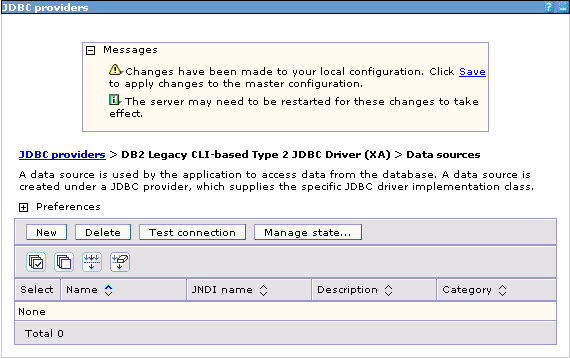 JDBC providers ? _
Messages
Changes have been made to your local configuration. Click Save
to apply changes to the master configuration.
The server may need to be restarted for these changes to take
effect.
JDBC providers > DB2 Legacy CLI-based Type 2 JDBC Driver (XA) > Data sources
A data source is used by the application to access data from the database. A data source is
created under a JDBC provider, which supplies the specific JDBC driver implementation class.
Preferences
New Delete Test connection Manage state...
Select Name JNDI name Description Category
None
Total 0